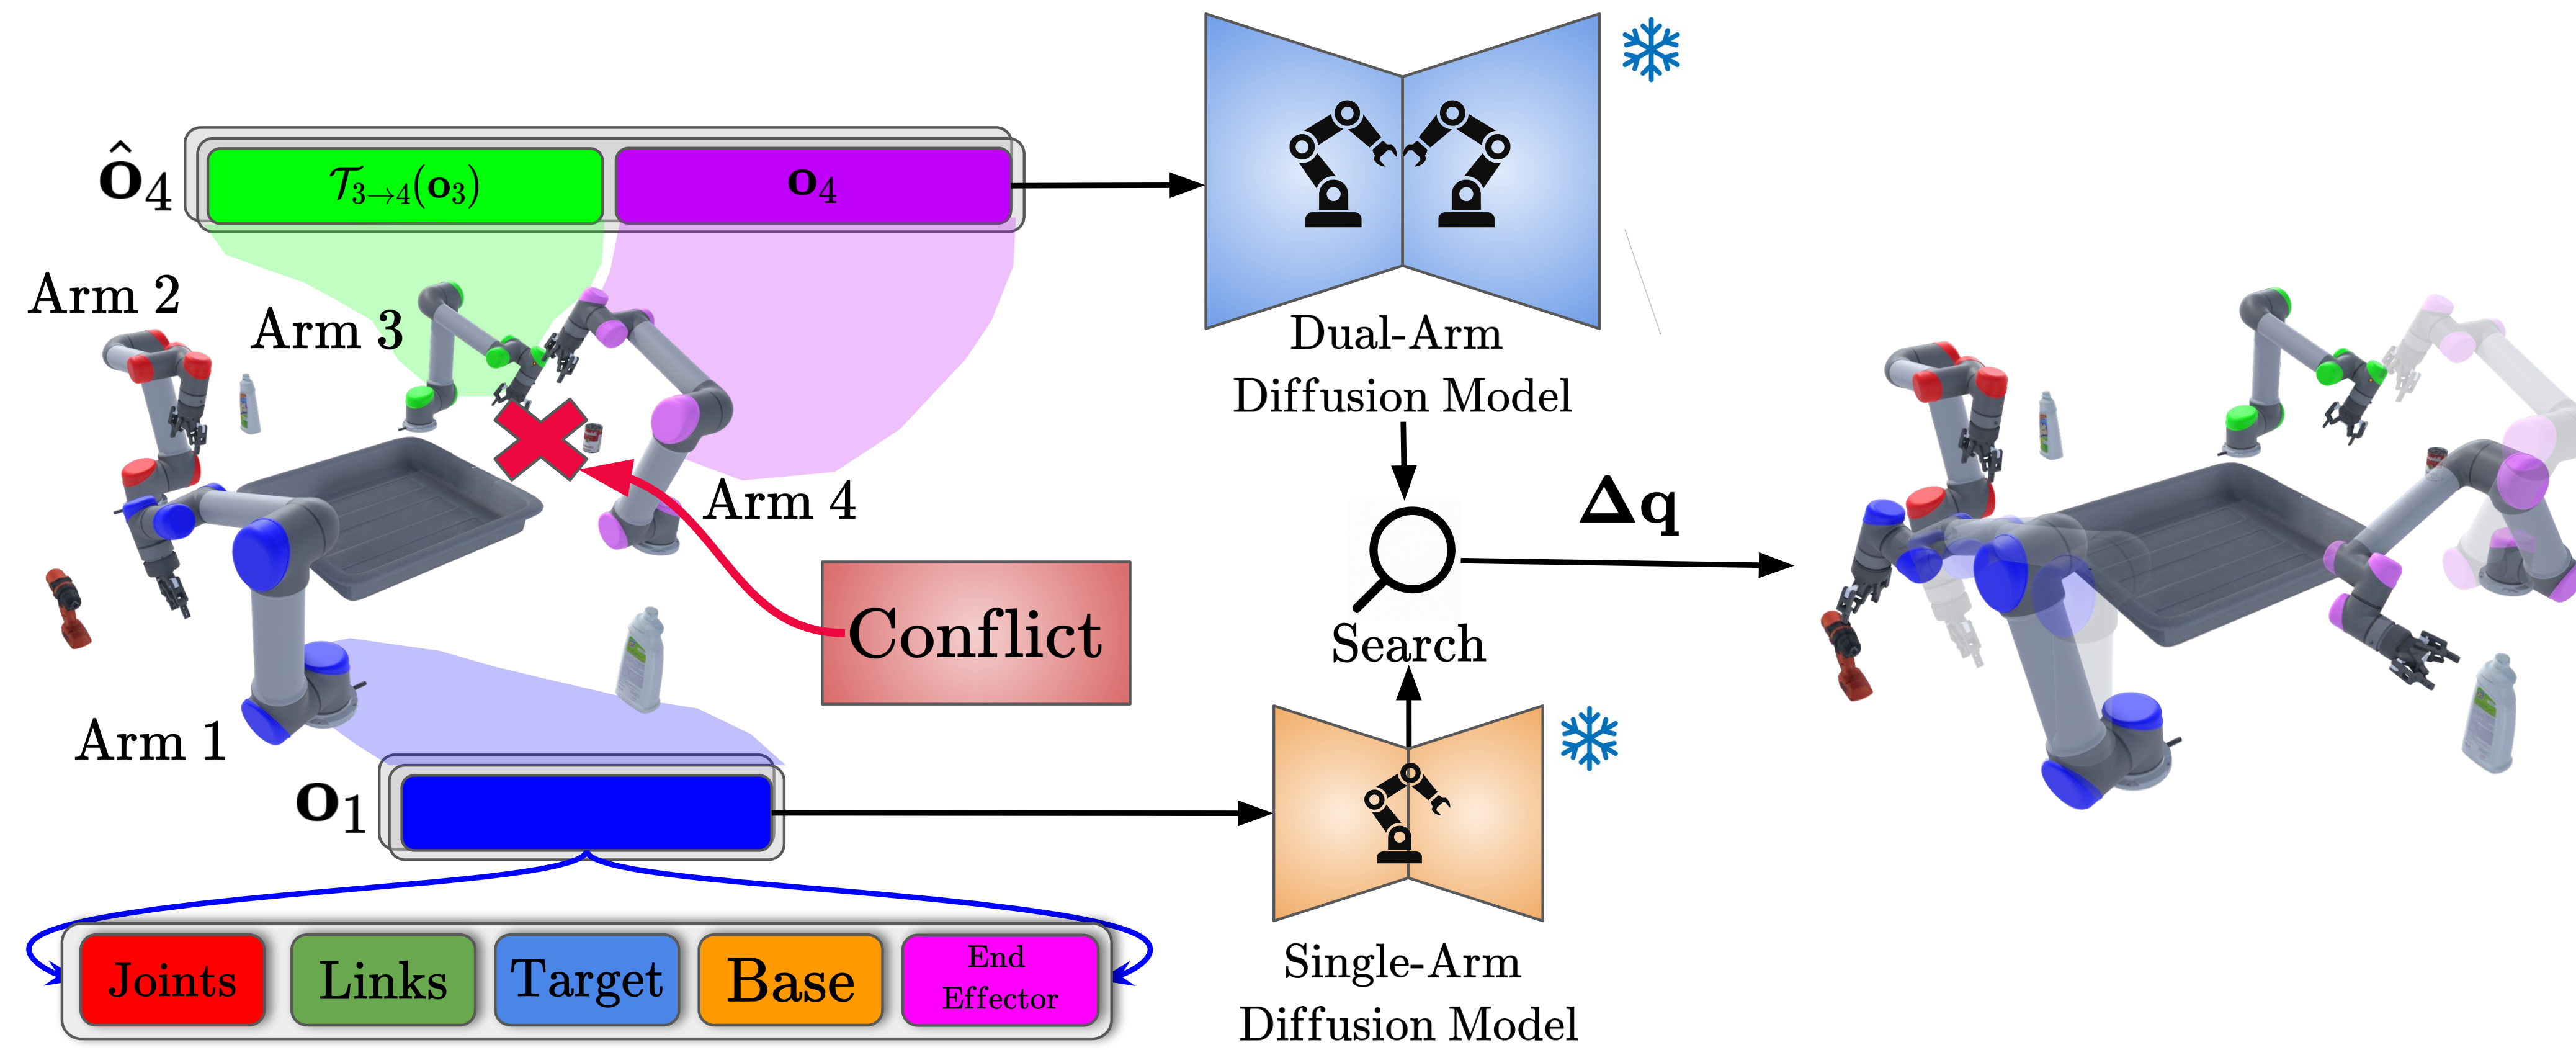 ô₄
𝒯₃→₄(o₃)
o₄
Arm 2
Arm 3
Arm 4
Conflict
Arm 1
o₁
Joints
Links
Target
Base
End
Effector
Dual-Arm
Diffusion Model
Search
Δq
Single-Arm
Diffusion Model